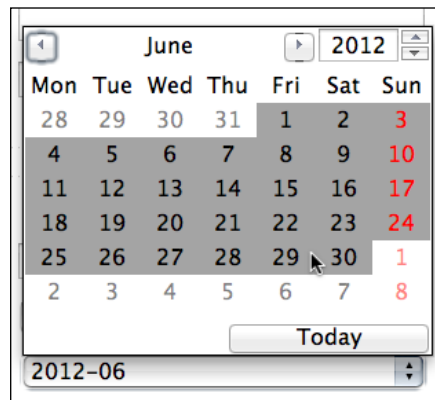 June 2012
Mon Tue Wed Thu Fri Sat Sun
28 29 30 31 1 2 3
4 5 6 7 8 9 10
11 12 13 14 15 16 17
18 19 20 21 22 23 24
25 26 27 28 29 30 1
2 3 4 5 6 7 8
Today
2012-06